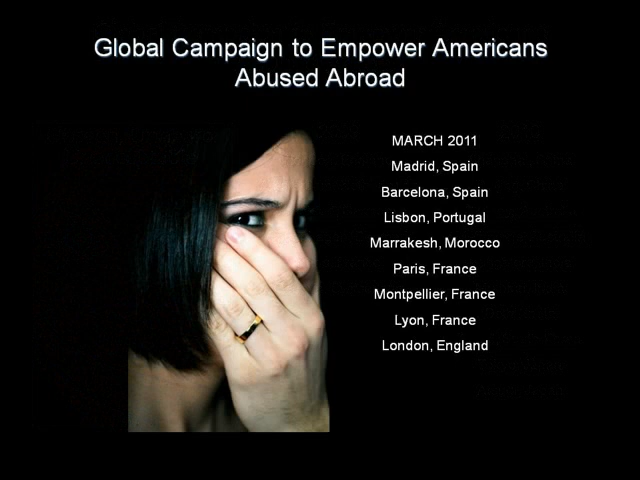 Global Campaign to Empower Americans
Abused Abroad
MARCH 2011
Madrid, Spain
Barcelona, Spain
Lisbon, Portugal
Marrakesh, Morocco
Paris, France
Montpellier, France
Lyon, France
London, England